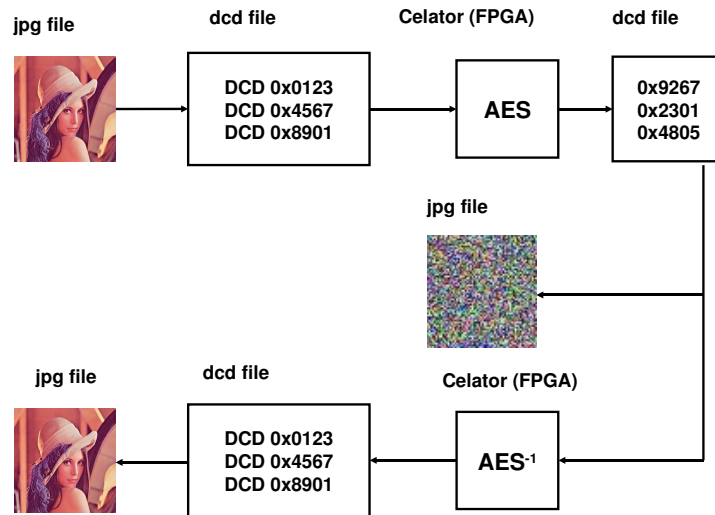 jpg file
dcd file
Celator (FPGA)
dcd file
DCD 0x0123
DCD 0x4567
DCD 0x8901
AES
0x9267
0x2301
0x4805
jpg file
jpg file
dcd file
Celator (FPGA)
DCD 0x0123
DCD 0x4567
DCD 0x8901
AES⁻¹